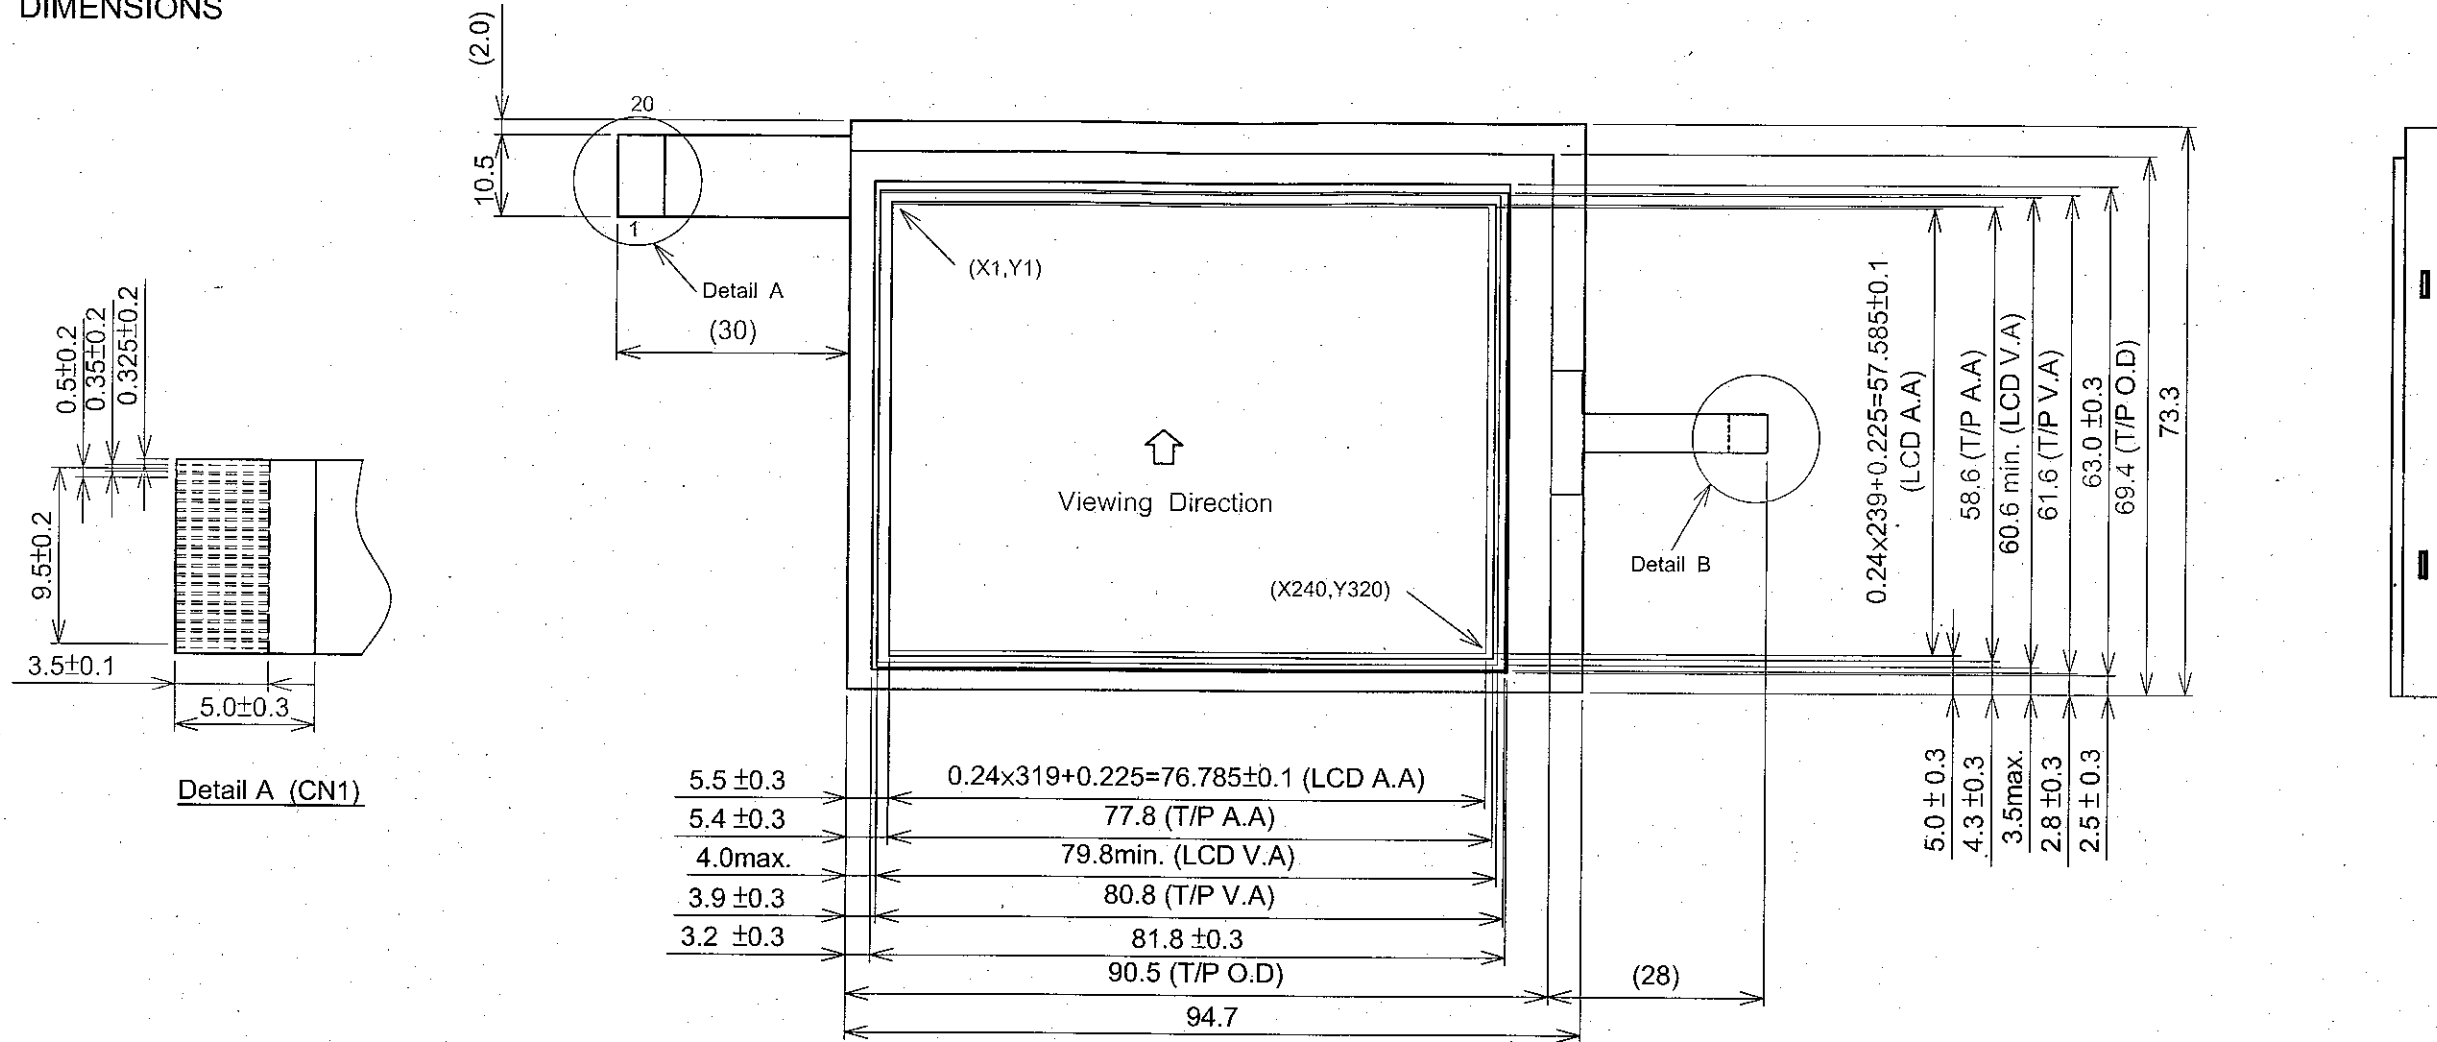 DIMENSIONS
(2.0)
20
10.5
1
Detail A
(30)
(X1,Y1)
Viewing Direction
(X240,Y320)
Detail B
0.24x239+0.225=57.585±0.1
(LCD A.A)
58.6 (T/P A.A)
60.6 min. (LCD V.A)
61.6 (T/P V.A)
63.0 ±0.3
69.4 (T/P O.D)
73.3
0.5±0.2
0.35±0.2
0.325±0.2
9.5±0.2
3.5±0.1
5.0±0.3
Detail A (CN1)
5.5 ±0.3
0.24x319+0.225=76.785±0.1 (LCD A.A)
5.4 ±0.3
77.8 (T/P A.A)
4.0max.
79.8min. (LCD V.A)
3.9 ±0.3
80.8 (T/P V.A)
3.2 ±0.3
81.8 ±0.3
90.5 (T/P O.D)
(28)
94.7
5.0 ± 0.3
4.3 ±0.3
3.5max.
2.8 ±0.3
2.5 ± 0.3